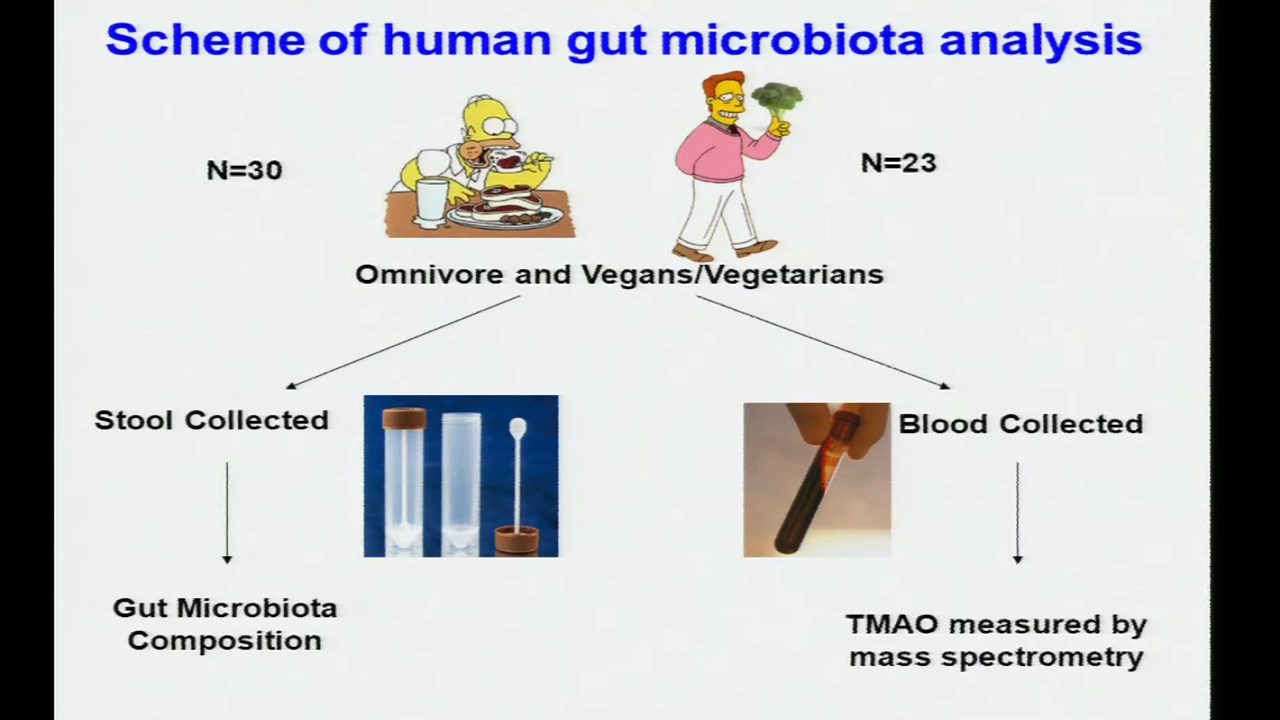 Scheme of human gut microbiota analysis
N=30
N=23
Omnivore and Vegans/Vegetarians
Stool Collected
Blood Collected
Gut Microbiota
Composition
TMAO measured by
mass spectrometry